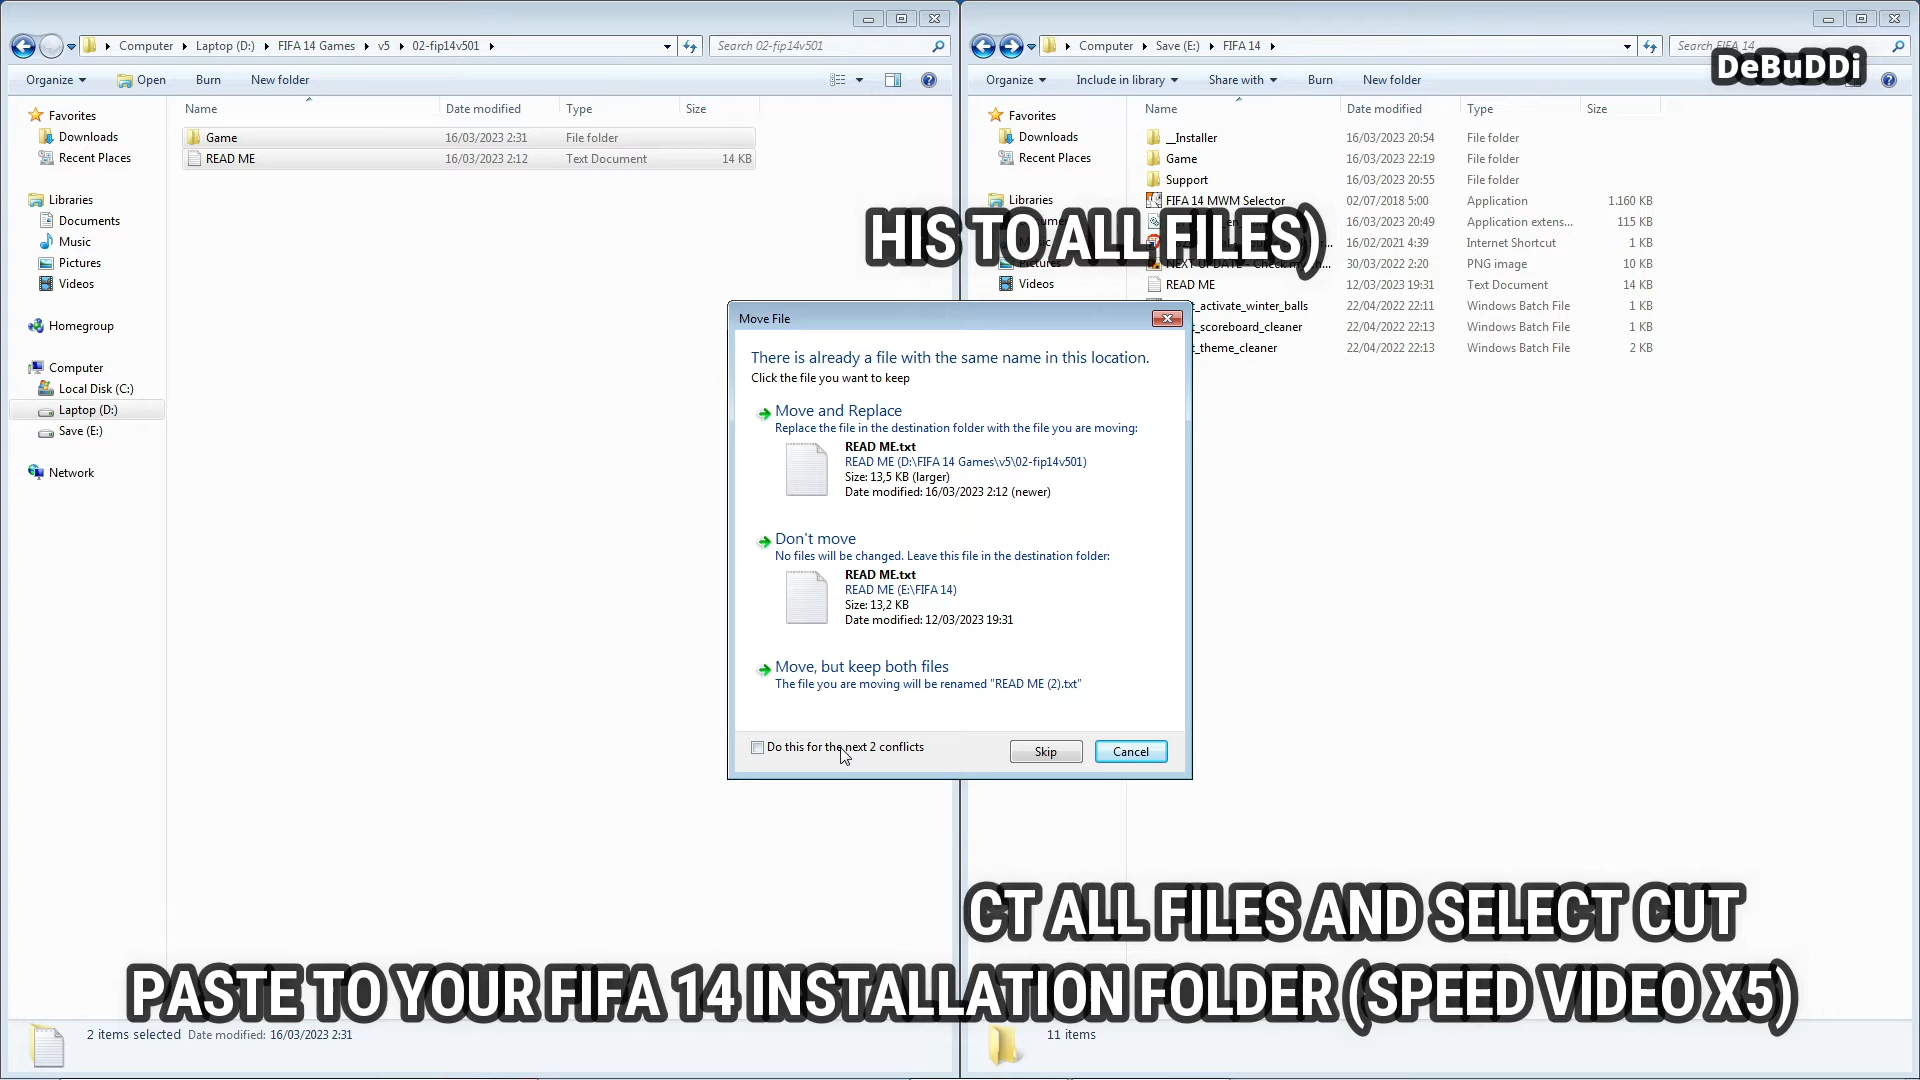 Computer Laptop (D:) FIFA 14 Games v5 02-fip14v501
Search 02-fip14v501
Organize Open Burn New folder
Name Date modified Type Size
Favorites
Downloads
Recent Places
Libraries
Documents
Music
Pictures
Videos
Homegroup
Computer
Local Disk (C:)
Laptop (D:)
Save (E:)
Network
Game 16/03/2023 2:31 File folder
READ ME 16/03/2023 2:12 Text Document 14 KB
2 items selected Date modified: 16/03/2023 2:31
Computer Save (E:) FIFA 14
Search FIFA 14
DeBuDDi
Organize Include in library Share with Burn New folder
Name Date modified Type Size
Favorites
Downloads
Recent Places
Libraries
Pictures
Videos
__Installer 16/03/2023 20:54 File folder
Game 16/03/2023 22:19 File folder
Support 16/03/2023 20:55 File folder
FIFA 14 MWM Selector 02/07/2018 5:00 Application 1.160 KB
16/03/2023 20:49 Application extens... 115 KB
16/02/2021 4:39 Internet Shortcut 1 KB
NEXT UPDATE - Check 30/03/2022 2:20 PNG image 10 KB
READ ME 12/03/2023 19:31 Text Document 14 KB
t_activate_winter_balls 22/04/2022 22:11 Windows Batch File 1 KB
t_scoreboard_cleaner 22/04/2022 22:13 Windows Batch File 1 KB
t_theme_cleaner 22/04/2022 22:13 Windows Batch File 2 KB
11 items
HIS TO ALL FILES)
Move File
There is already a file with the same name in this location.
Click the file you want to keep
Move and Replace
Replace the file in the destination folder with the file you are moving:
READ ME.txt
READ ME (D:\FIFA 14 Games\v5\02-fip14v501)
Size: 13,5 KB (larger)
Date modified: 16/03/2023 2:12 (newer)
Don't move
No files will be changed. Leave this file in the destination folder:
READ ME.txt
READ ME (E:\FIFA 14)
Size: 13,2 KB
Date modified: 12/03/2023 19:31
Move, but keep both files
The file you are moving will be renamed "READ ME (2).txt"
Do this for the next 2 conflicts
Skip Cancel
CT ALL FILES AND SELECT CUT
PASTE TO YOUR FIFA 14 INSTALLATION FOLDER (SPEED VIDEO X5)